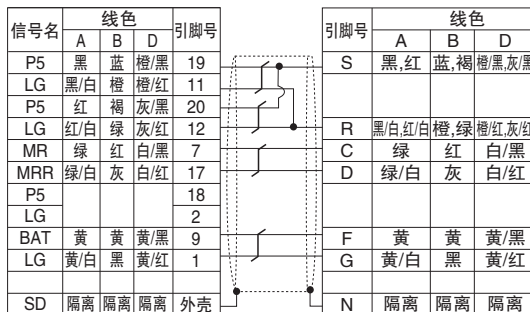 信号名 线色 引脚号 引脚号 线色
A B D A B D
P5 黑 蓝 橙/黑 19 S 黑,红 蓝,褐 橙/黑,灰/黑
LG 黑/白 橙 橙/红 11
P5 红 褐 灰/黑 20
LG 红/白 绿 灰/红 12 R 黑/白,红/白 橙,绿 橙/红,灰/红
MR 绿 红 白/黑 7 C 绿 红 白/黑
MRR 绿/白 灰 白/红 17 D 绿/白 灰 白/红
P5 18
LG 2
BAT 黄 黄 黄/黑 9 F 黄 黄 黄/黑
LG 黄/白 黑 黄/红 1 G 黄/白 黑 黄/红
SD 隔离 隔离 隔离 外壳 N 隔离 隔离 隔离